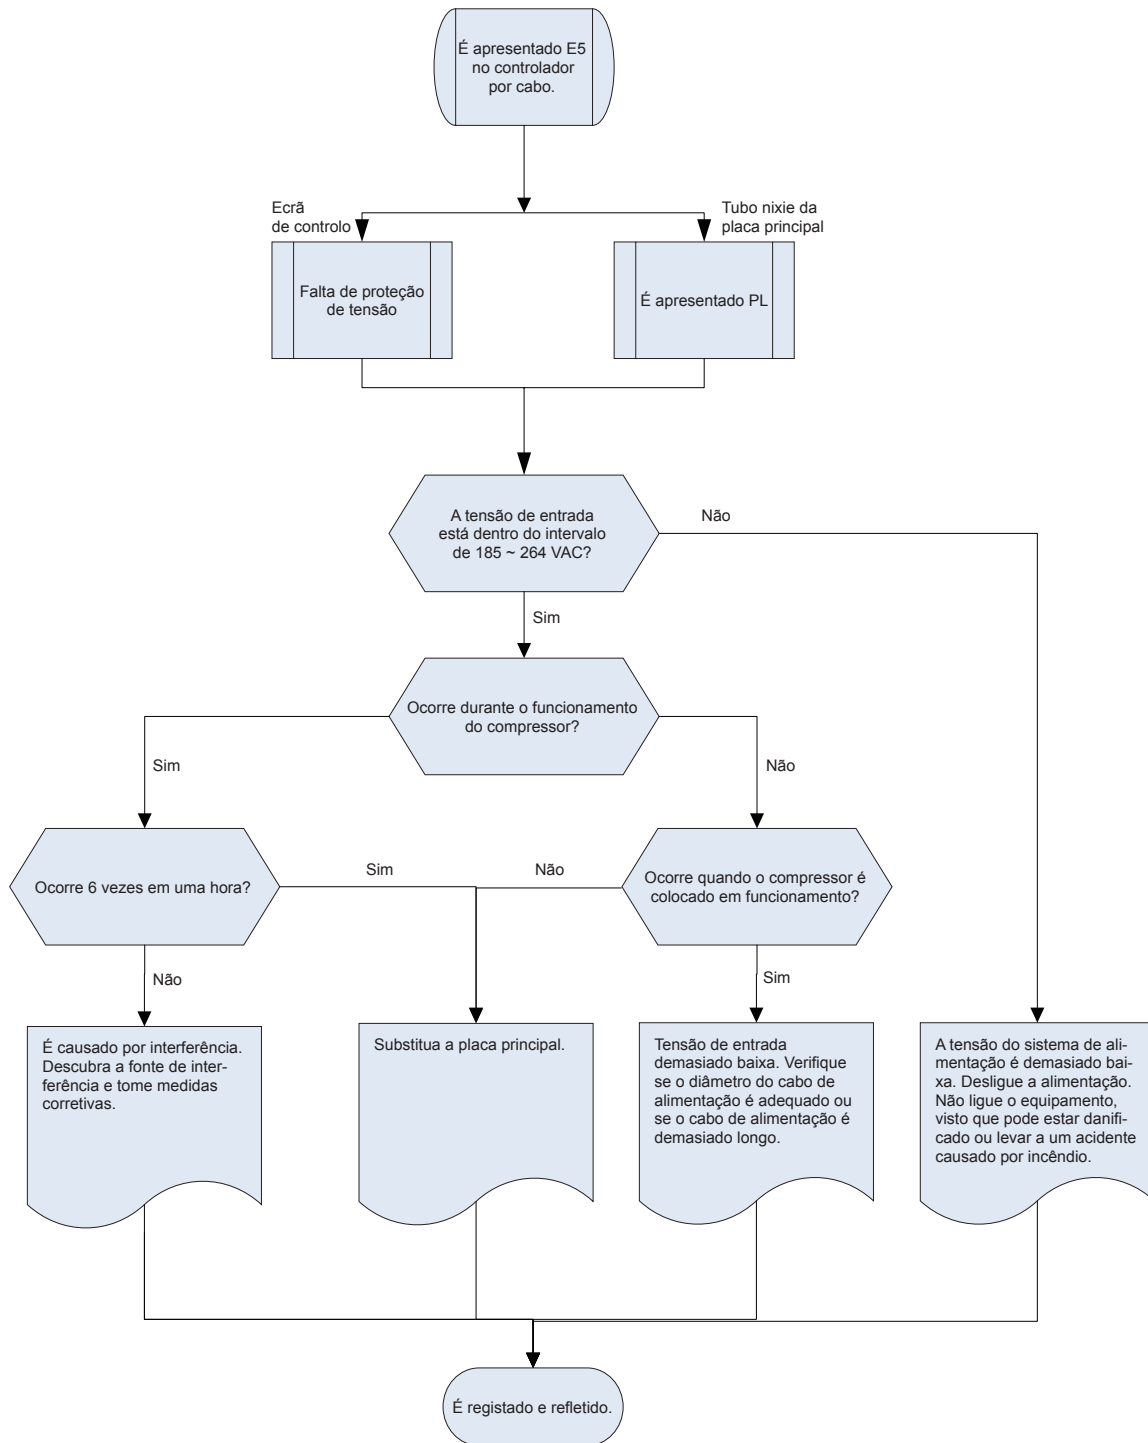 É apresentado E5
no controlador
por cabo.
Ecrã
de controlo
Tubo nixie da
placa principal
Falta de proteção
de tensão
É apresentado PL
A tensão de entrada
está dentro do intervalo
de 185 ~ 264 VAC?
Não
Sim
Ocorre durante o funcionamento
do compressor?
Sim
Não
Ocorre 6 vezes em uma hora?
Sim
Não
Ocorre quando o compressor é
colocado em funcionamento?
Não
Sim
É causado por interferência.
Descubra a fonte de inter-
ferência e tome medidas
corretivas.
Substitua a placa principal.
Tensão de entrada
demasiado baixa. Verifique
se o diâmetro do cabo de
alimentação é adequado ou
se o cabo de alimentação é
demasiado longo.
A tensão do sistema de ali-
mentação é demasiado bai-
xa. Desligue a alimentação.
Não ligue o equipamento,
visto que pode estar danifi-
cado ou levar a um acidente
causado por incêndio.
É registado e refletido.